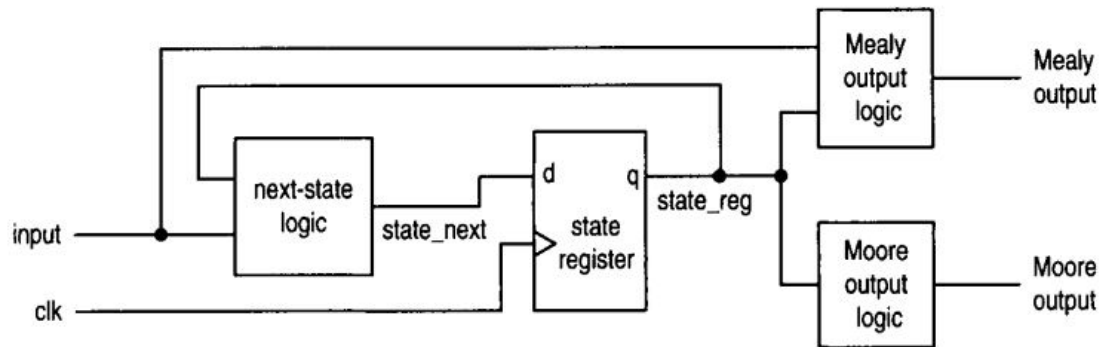 Mealy
output
logic
Mealy
output
next-state
logic
d
q
state
register
state_next
state_reg
input
clk
Moore
output
logic
Moore
output